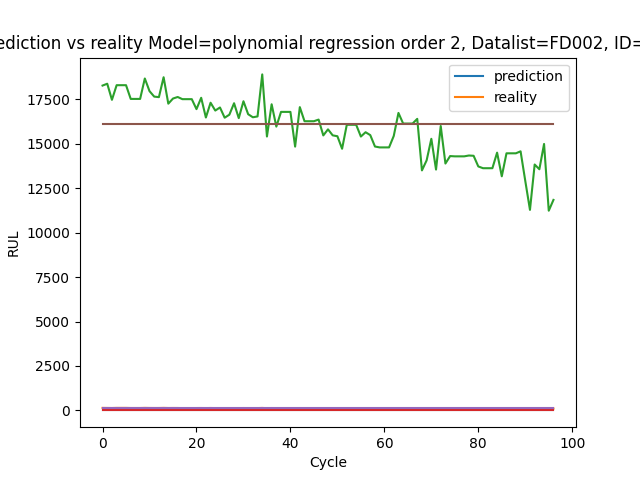 ediction vs reality Model=polynomial regression order 2, Datalist=FD002, ID=
prediction
reality
17500
15000
12500
10000
7500
5000
2500
0
RUL
0 20 40 60 80 100
Cycle